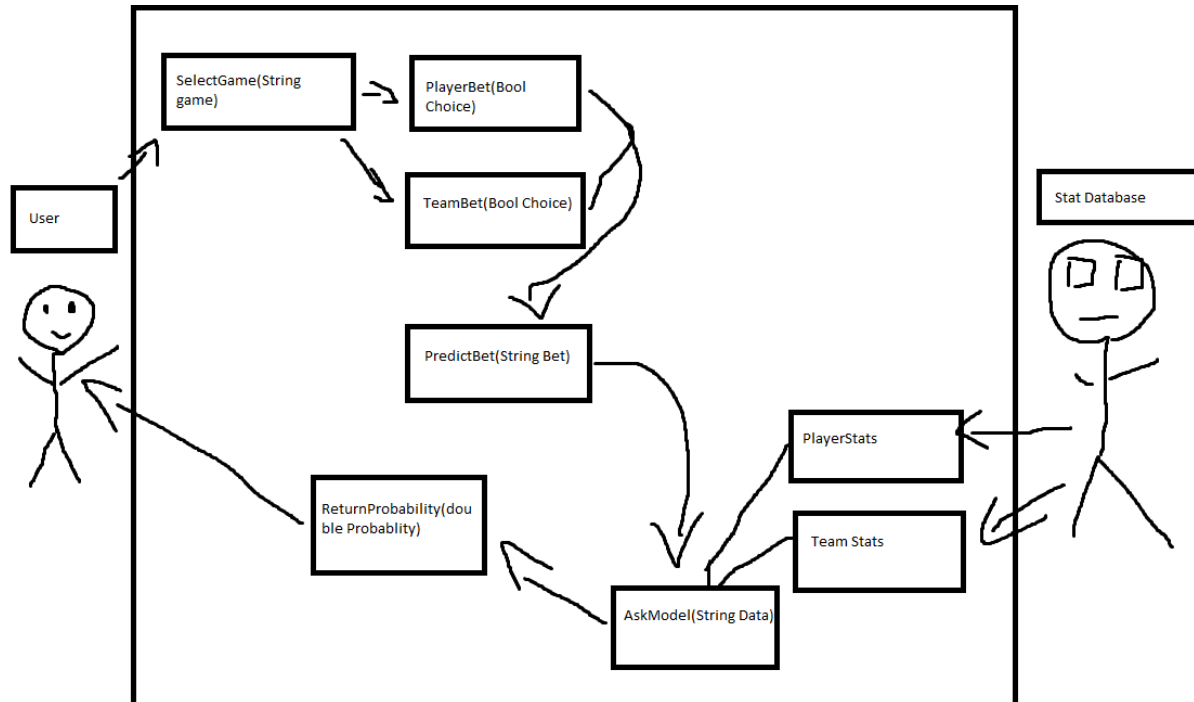 SelectGame(String
game)
PlayerBet(Bool
Choice)
TeamBet(Bool Choice)
User
Stat Database
PredictBet(String Bet)
PlayerStats
ReturnProbability(dou
ble Probablity)
Team Stats
AskModel(String Data)